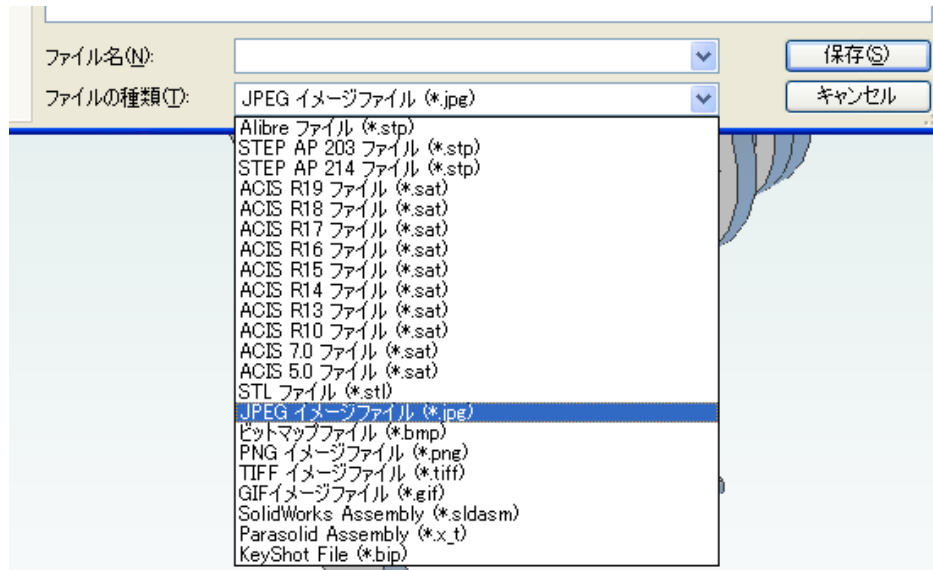 ファイル名(N):
保存(S)
ファイルの種類(T):
JPEG イメージファイル (*.jpg)
キャンセル
Alibre ファイル (*.stp)
STEP AP 203 ファイル (*.stp)
STEP AP 214 ファイル (*.stp)
ACIS R19 ファイル (*.sat)
ACIS R18 ファイル (*.sat)
ACIS R17 ファイル (*.sat)
ACIS R16 ファイル (*.sat)
ACIS R15 ファイル (*.sat)
ACIS R14 ファイル (*.sat)
ACIS R13 ファイル (*.sat)
ACIS R10 ファイル (*.sat)
ACIS 7.0 ファイル (*.sat)
ACIS 5.0 ファイル (*.sat)
STL ファイル (*.stl)
JPEG イメージファイル (*.jpg)
ビットマップファイル (*.bmp)
PNG イメージファイル (*.png)
TIFF イメージファイル (*.tiff)
GIFイメージファイル (*.gif)
SolidWorks Assembly (*.sldasm)
Parasolid Assembly (*.x_t)
KeyShot File (*.bip)